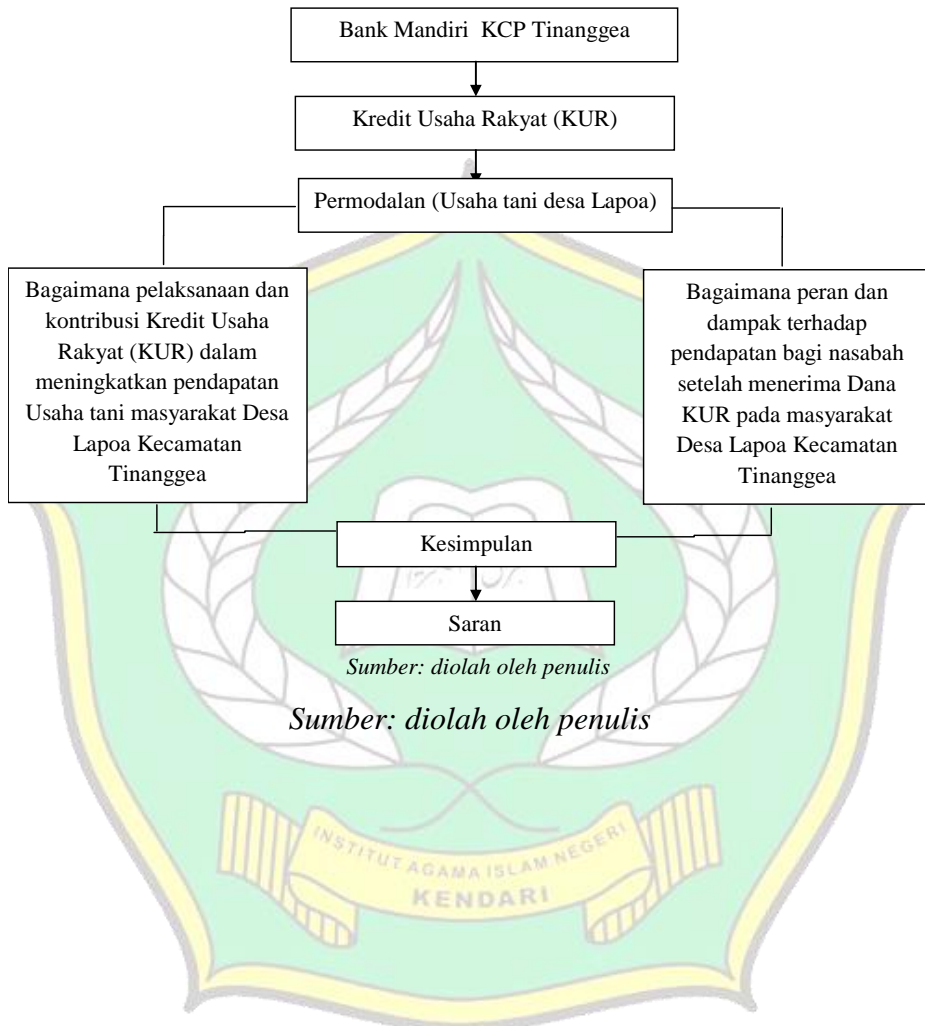 Bank Mandiri KCP Tinanggea
Kredit Usaha Rakyat (KUR)
Permodalan (Usaha tani desa Lapoa)
Bagaimana pelaksanaan dan
kontribusi Kredit Usaha
Rakyat (KUR) dalam
meningkatkan pendapatan
Usaha tani masyarakat Desa
Lapoa Kecamatan
Tinanggea
Bagaimana peran dan
dampak terhadap
pendapatan bagi nasabah
setelah menerima Dana
KUR pada masyarakat
Desa Lapoa Kecamatan
Tinanggea
Kesimpulan
Saran
Sumber: diolah oleh penulis
Sumber: diolah oleh penulis
INSTITUT AGAMA ISLAM NEGERI
KENDARI